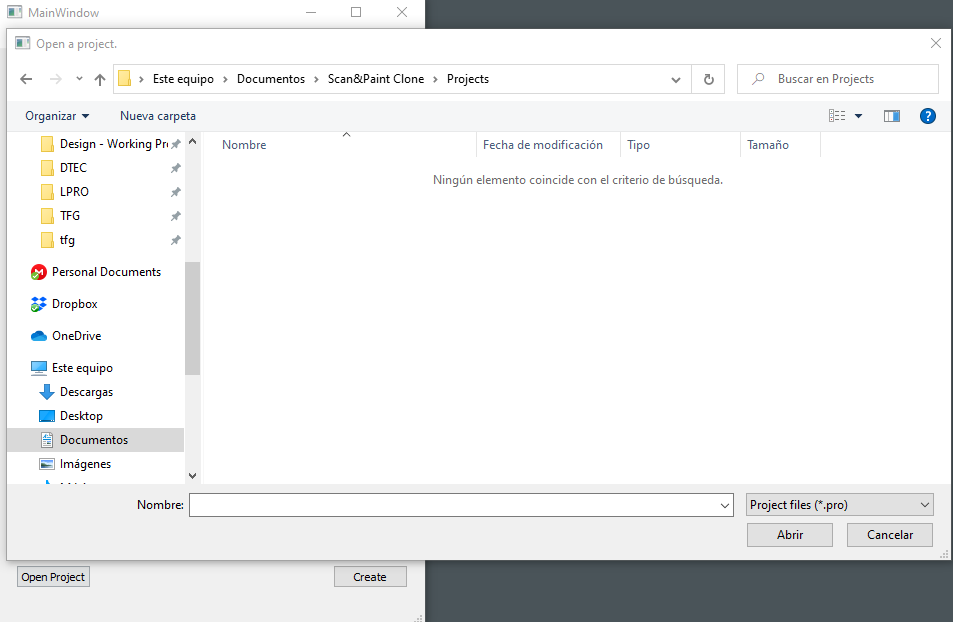 MainWindow
Open a project.
Este equipo > Documentos > Scan&Paint Clone > Projects
Buscar en Projects
Organizar
Nueva carpeta
?
Nombre
Fecha de modificación
Tipo
Tamaño
Ningún elemento coincide con el criterio de búsqueda.
Design - Working Pr
DTEC
LPRO
TFG
tfg
Personal Documents
Dropbox
OneDrive
Este equipo
Descargas
Desktop
Documentos
Imágenes
Nombre:
Project files (*.pro)
Abrir
Cancelar
Open Project
Create